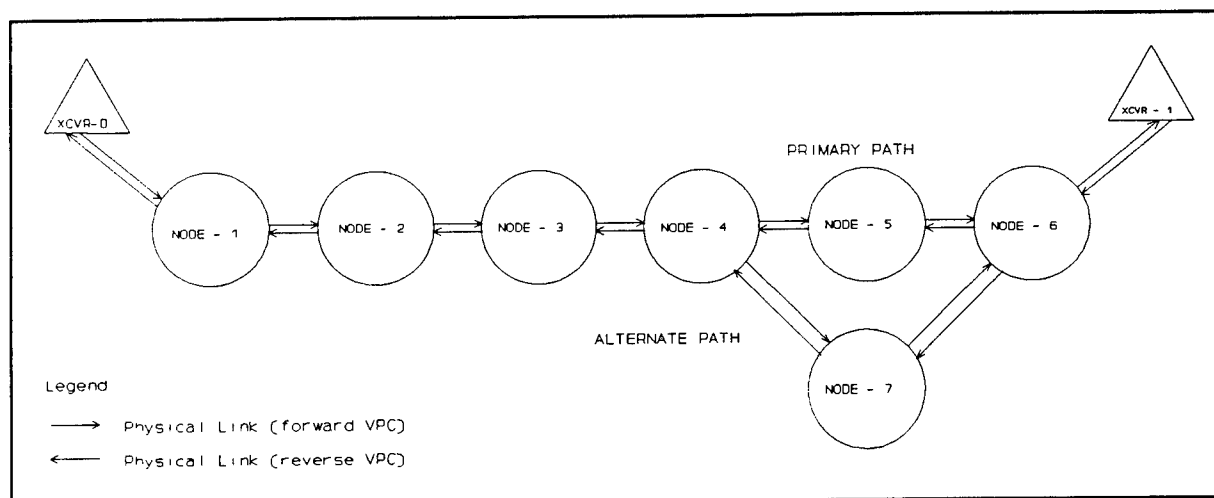 XCVR-0
XCVR - 1
PRIMARY PATH
NODE - 1
NODE - 2
NODE - 3
NODE - 4
NODE - 5
NODE - 6
ALTERNATE PATH
NODE - 7
Legend
Physical Link (forward VPC)
Physical Link (reverse VPC)